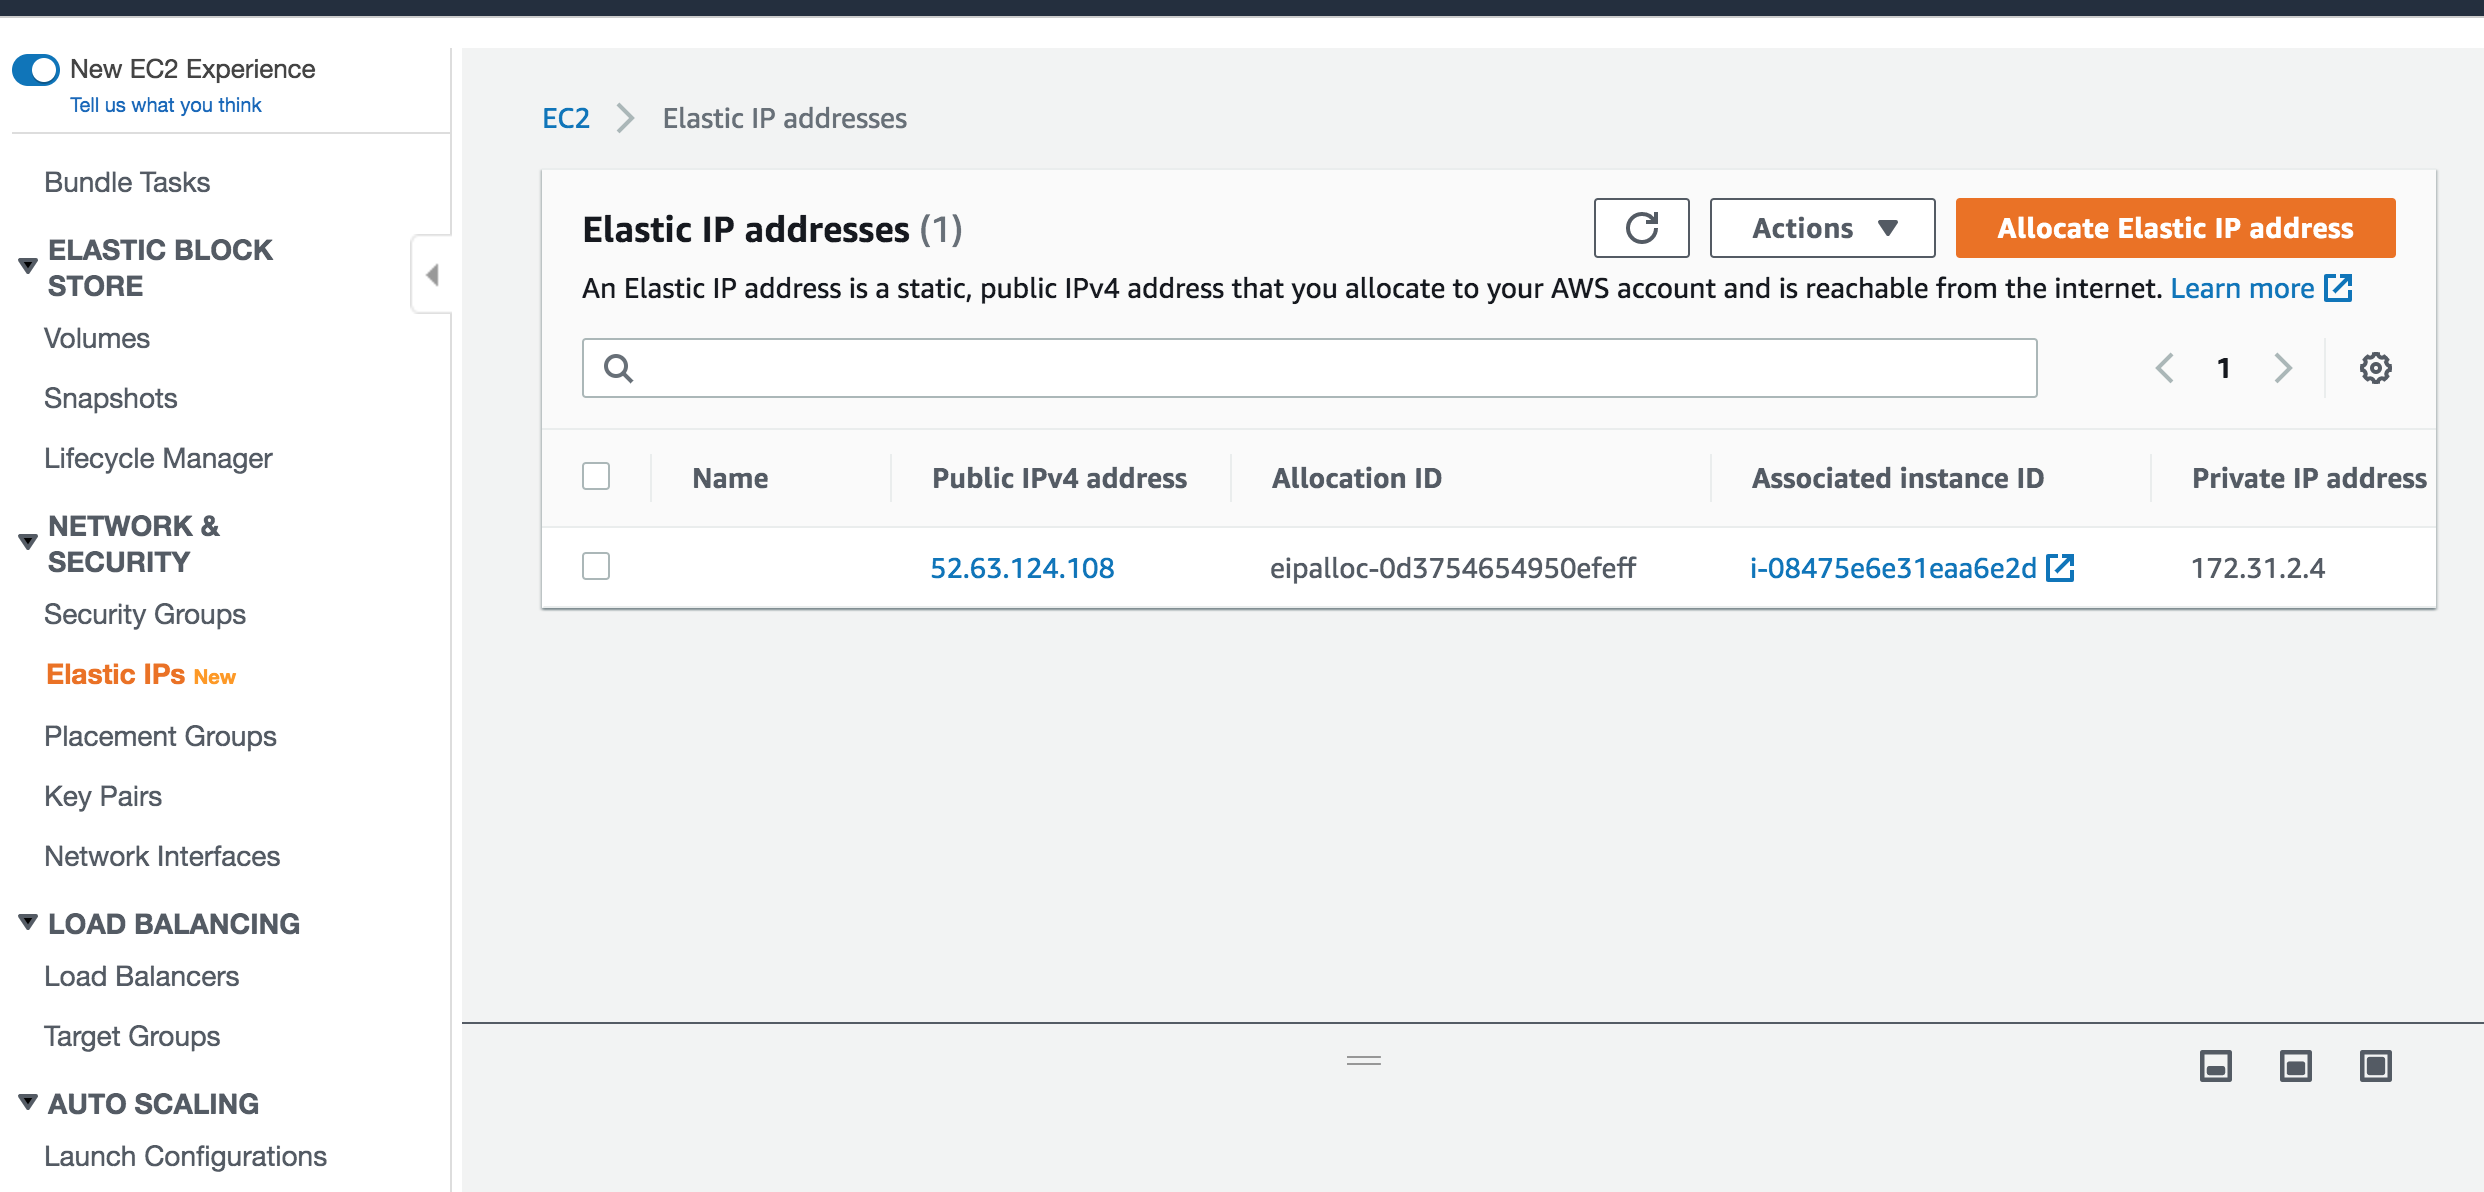 New EC2 Experience
Tell us what you think
Bundle Tasks
ELASTIC BLOCK
STORE
Volumes
Snapshots
Lifecycle Manager
NETWORK &
SECURITY
Security Groups
Elastic IPs New
Placement Groups
Key Pairs
Network Interfaces
LOAD BALANCING
Load Balancers
Target Groups
AUTO SCALING
Launch Configurations
EC2 Elastic IP addresses
Elastic IP addresses (1)
Actions
Allocate Elastic IP address
An Elastic IP address is a static, public IPv4 address that you allocate to your AWS account and is reachable from the internet. Learn more
1
Name Public IPv4 address Allocation ID Associated instance ID Private IP address
52.63.124.108 eipalloc-0d3754654950efeff i-08475e6e31eaa6e2d 172.31.2.4